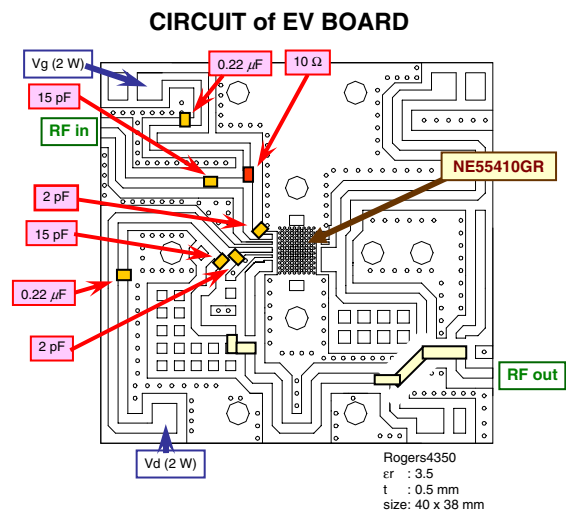 CIRCUIT of EV BOARD
Vg (2 W)
0.22 μF
10 Ω
15 pF
RF in
NE55410GR
2 pF
15 pF
0.22 μF
2 pF
RF out
Vd (2 W)
Rogers4350
εr : 3.5
t : 0.5 mm
size: 40 x 38 mm